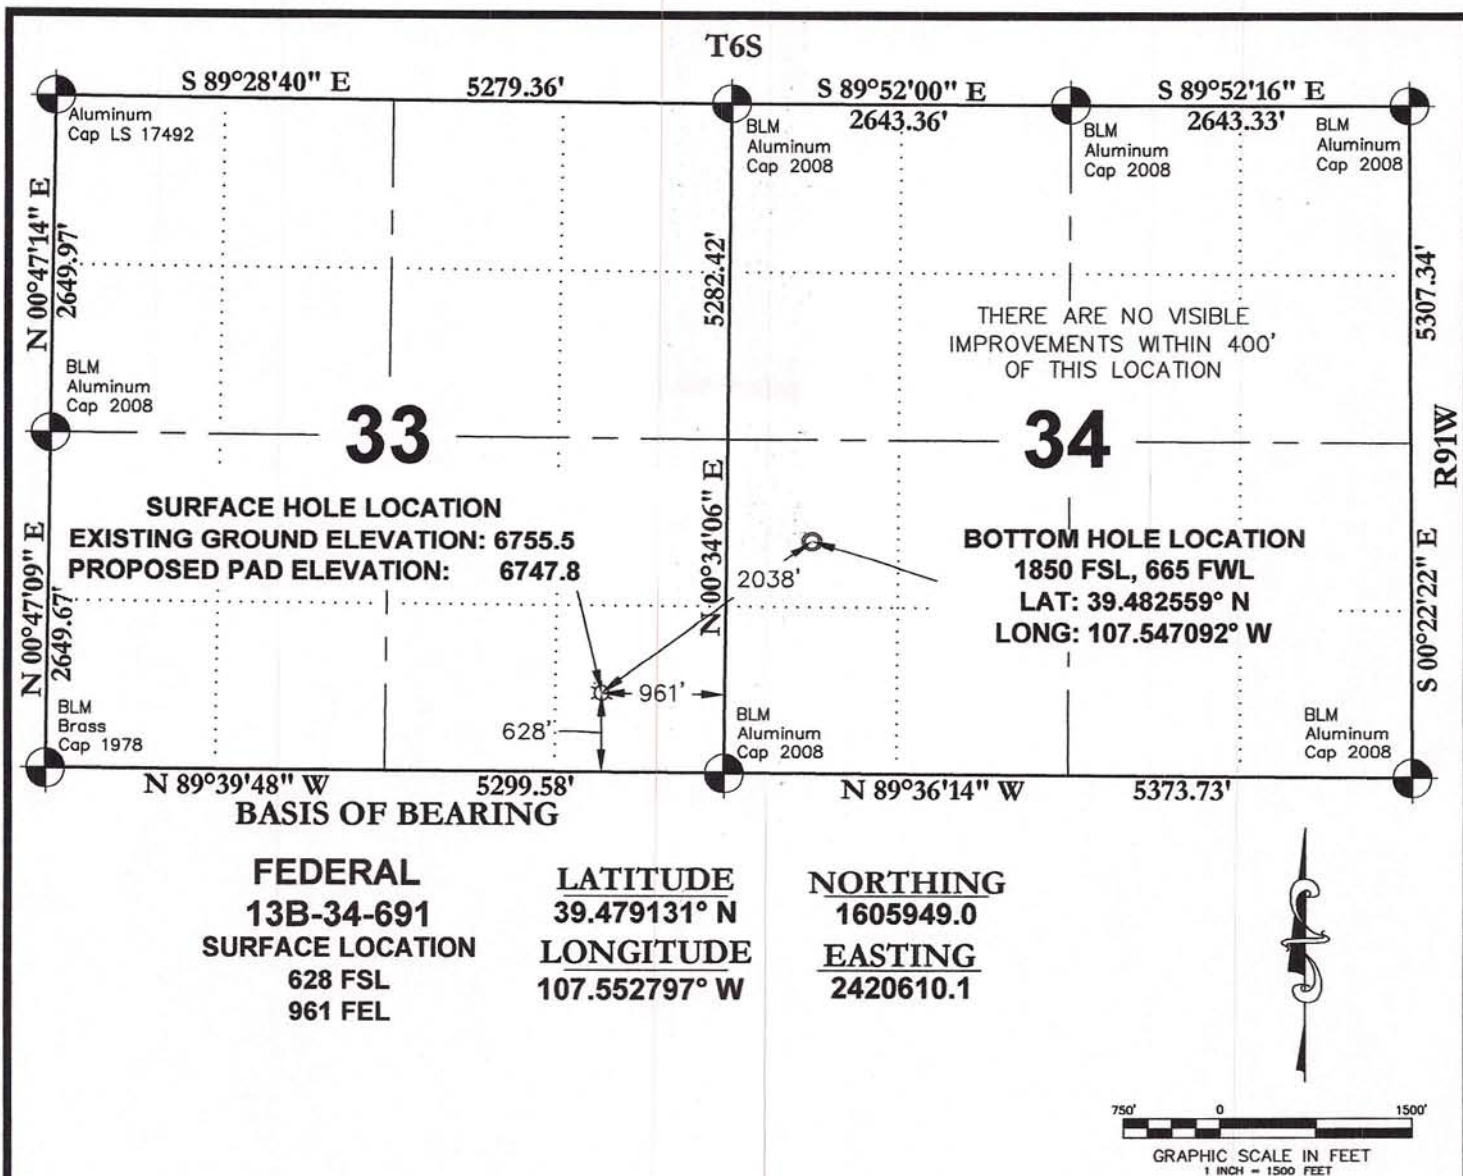 T6S
S 89°28'40" E 5279.36'
S 89°52'00" E
2643.36'
S 89°52'16" E
2643.33'
Aluminum
Cap LS 17492
BLM
Aluminum
Cap 2008
BLM
Aluminum
Cap 2008
BLM
Aluminum
Cap 2008
N 00°47'14" E
2649.97'
5282.42'
5307.34'
THERE ARE NO VISIBLE
IMPROVEMENTS WITHIN 400'
OF THIS LOCATION
BLM
Aluminum
Cap 2008
33
34
R91W
SURFACE HOLE LOCATION
EXISTING GROUND ELEVATION: 6755.5
PROPOSED PAD ELEVATION: 6747.8
N 00°34'06" E
2038'
BOTTOM HOLE LOCATION
1850 FSL, 665 FWL
LAT: 39.482559° N
LONG: 107.547092° W
N 00°47'09" E
2649.67'
S 00°22'22" E
961'
628'
BLM
Brass
Cap 1978
BLM
Aluminum
Cap 2008
BLM
Aluminum
Cap 2008
N 89°39'48" W 5299.58'
BASIS OF BEARING
N 89°36'14" W 5373.73'
FEDERAL
13B-34-691
SURFACE LOCATION
628 FSL
961 FEL
LATITUDE
39.479131° N
LONGITUDE
107.552797° W
NORTHING
1605949.0
EASTING
2420610.1
750' 0 1500'
GRAPHIC SCALE IN FEET
1 INCH = 1500 FEET